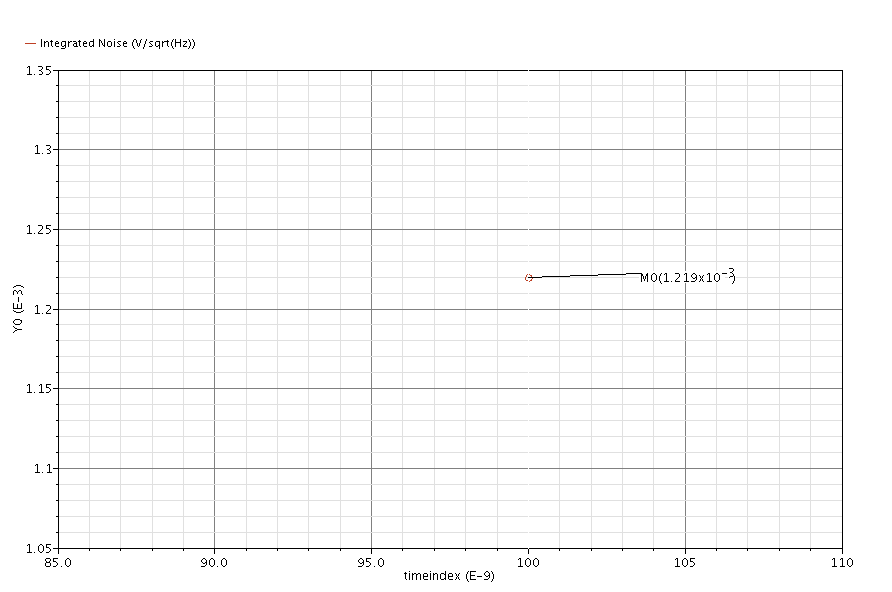 Integrated Noise (V/sqrt(Hz))
1.35
1.3
1.25
1.2
1.15
1.1
1.05
Y0 (E-3)
M0(1.219x10⁻³)
85.0 90.0 95.0 100 105 110
timeindex (E-9)